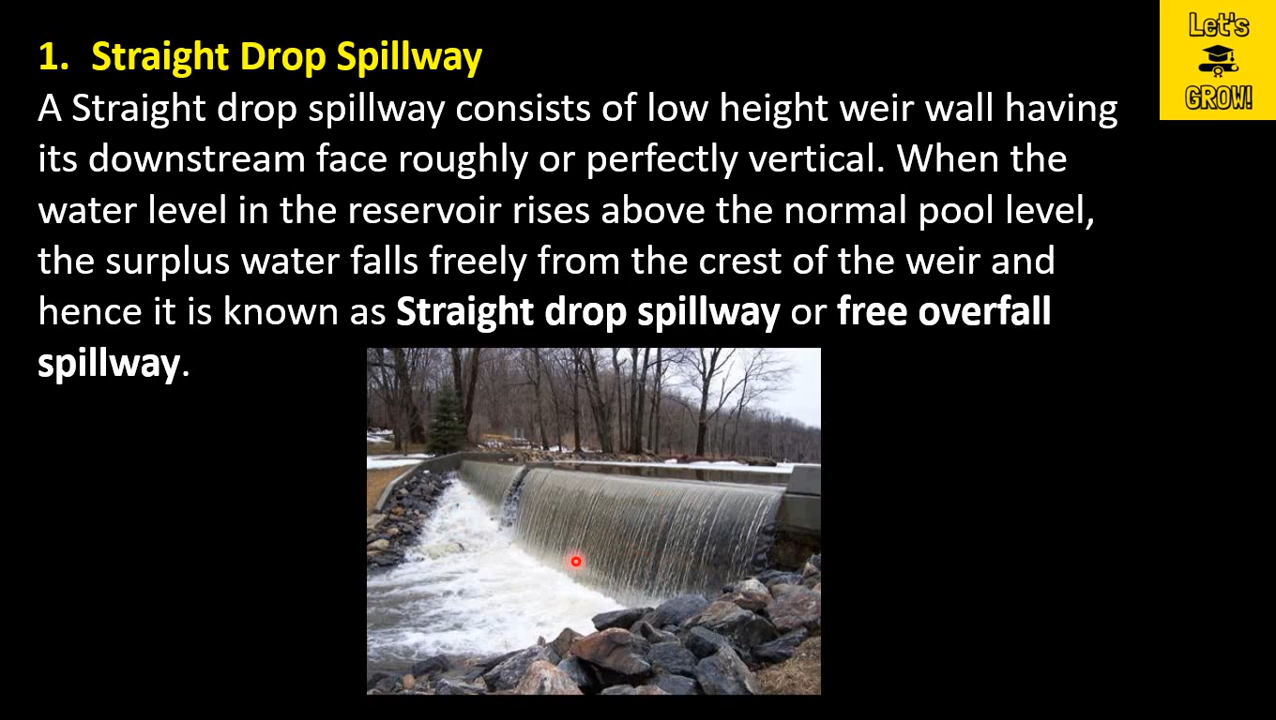 1. Straight Drop Spillway
A Straight drop spillway consists of low height weir wall having
its downstream face roughly or perfectly vertical. When the
water level in the reservoir rises above the normal pool level,
the surplus water falls freely from the crest of the weir and
hence it is known as Straight drop spillway or free overfall
spillway.
Let's
GROW!